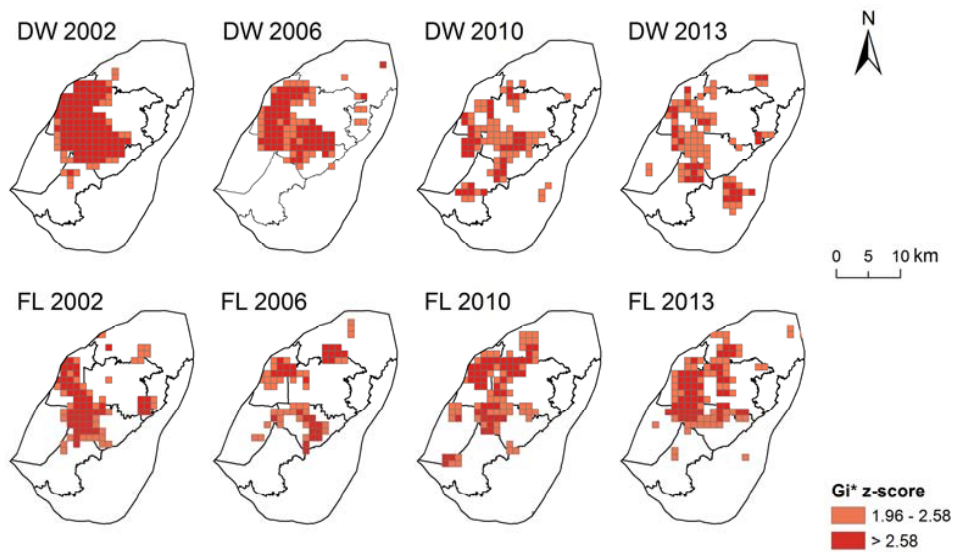 DW 2002
DW 2006
DW 2010
DW 2013
N
0 5 10 km
FL 2002
FL 2006
FL 2010
FL 2013
Gi* z-score
1.96 - 2.58
> 2.58